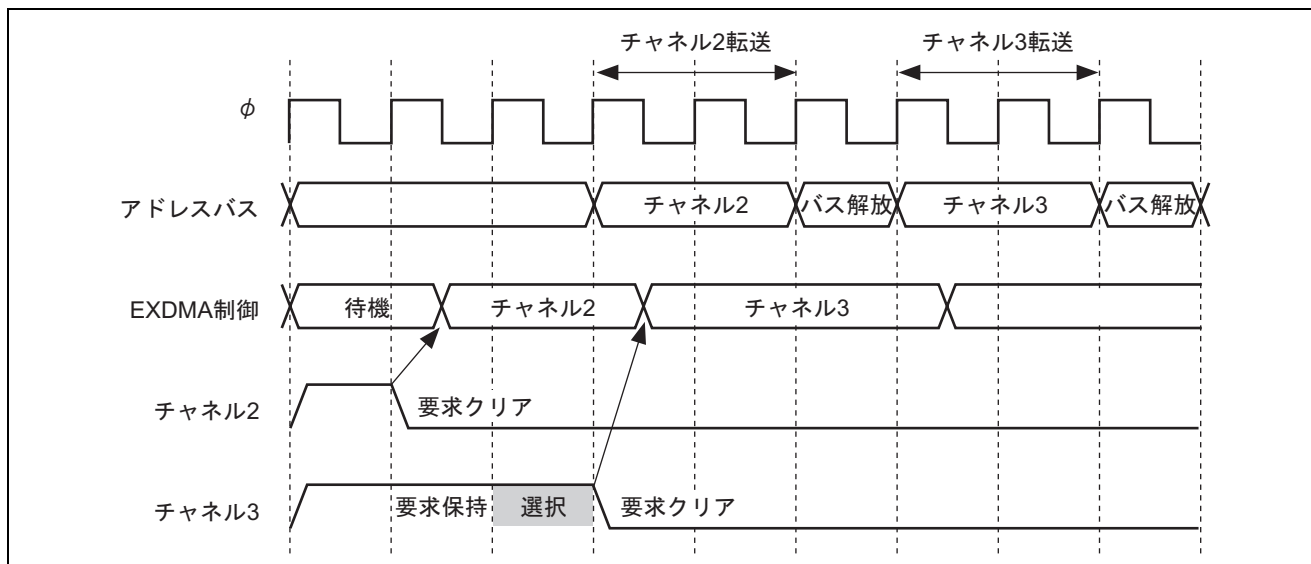 チャネル2転送 チャネル3転送
φ
アドレスバス チャネル2 バス解放 チャネル3 バス解放
EXDMA制御 待機 チャネル2 チャネル3
チャネル2 要求クリア
チャネル3 要求保持 選択 要求クリア